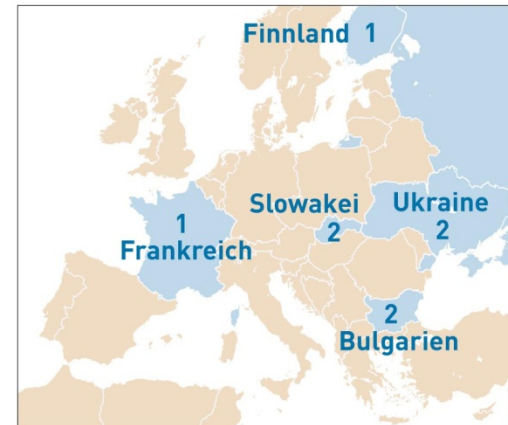 Finnland 1
Slowakei
2
Ukraine
2
1
Frankreich
2
Bulgarien